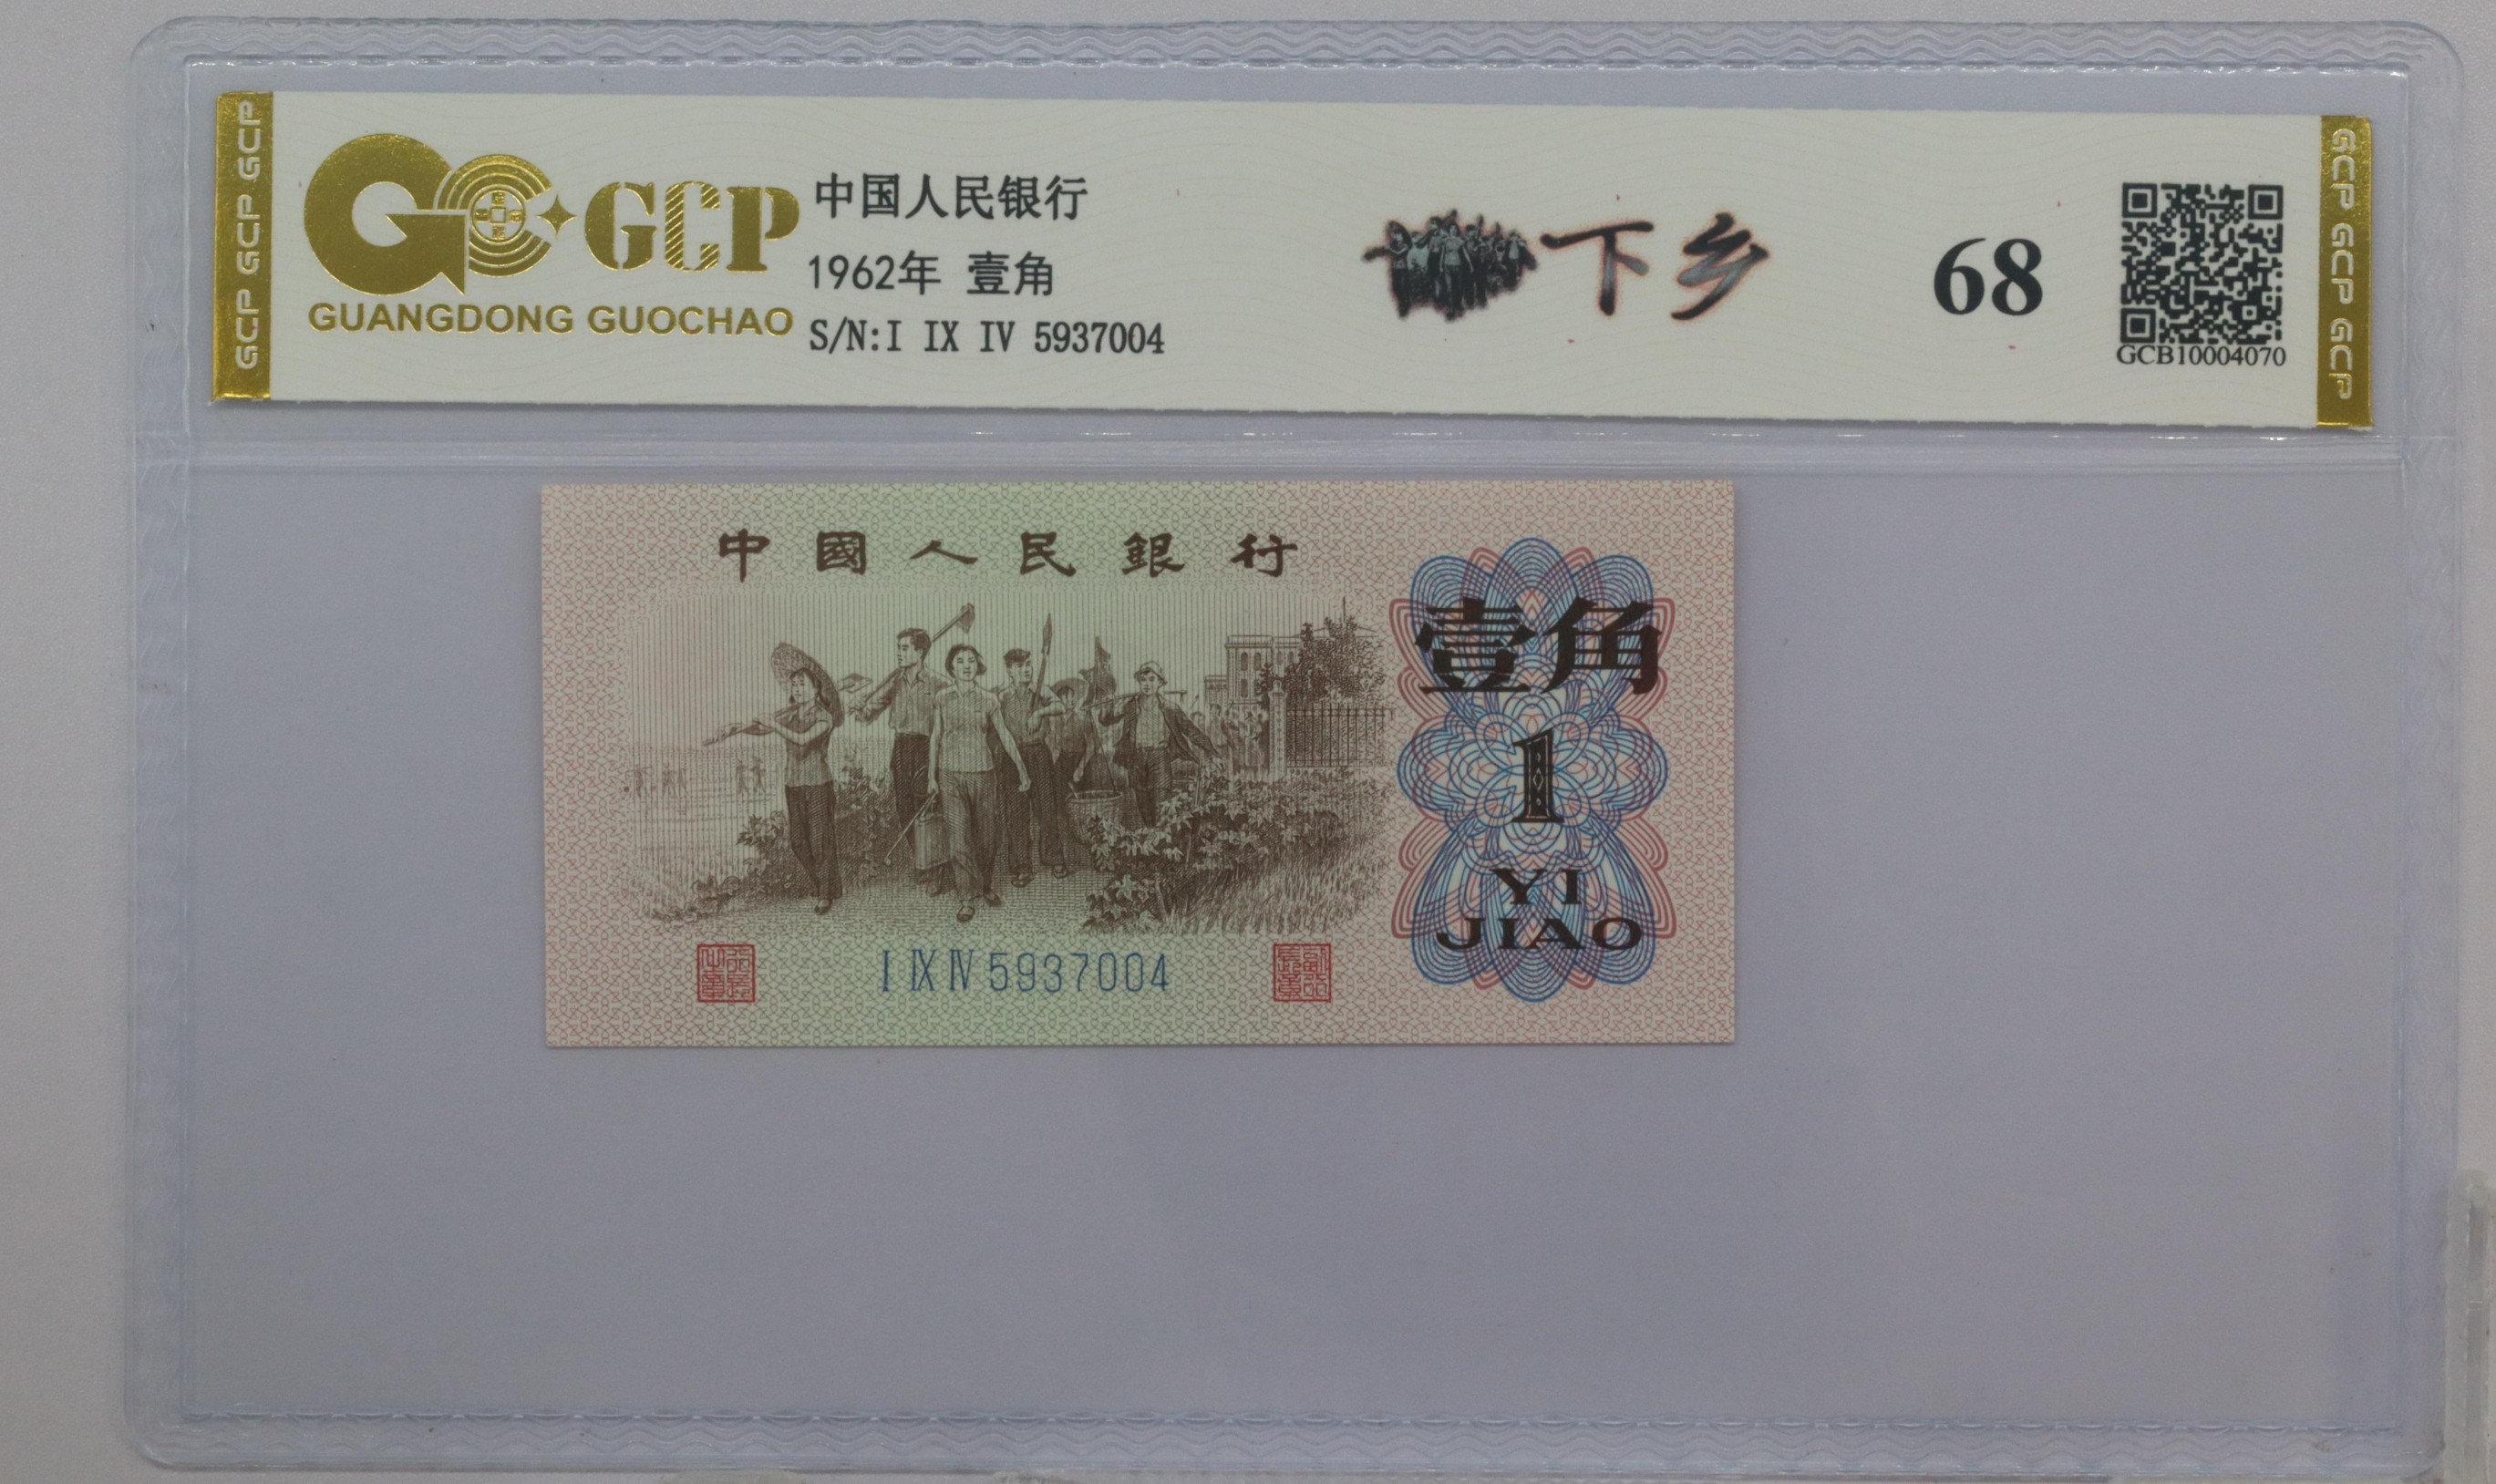 GCP GCP GCP
GCP
GUANGDONG GUOCHAO
中国人民银行
1962年 壹角
S/N:I IX IV 5937004
下乡
68
GCB10004070
GCP GCP GCP
中國人民銀行
壹角
1
YI
JIAO
I IX IV 5937004